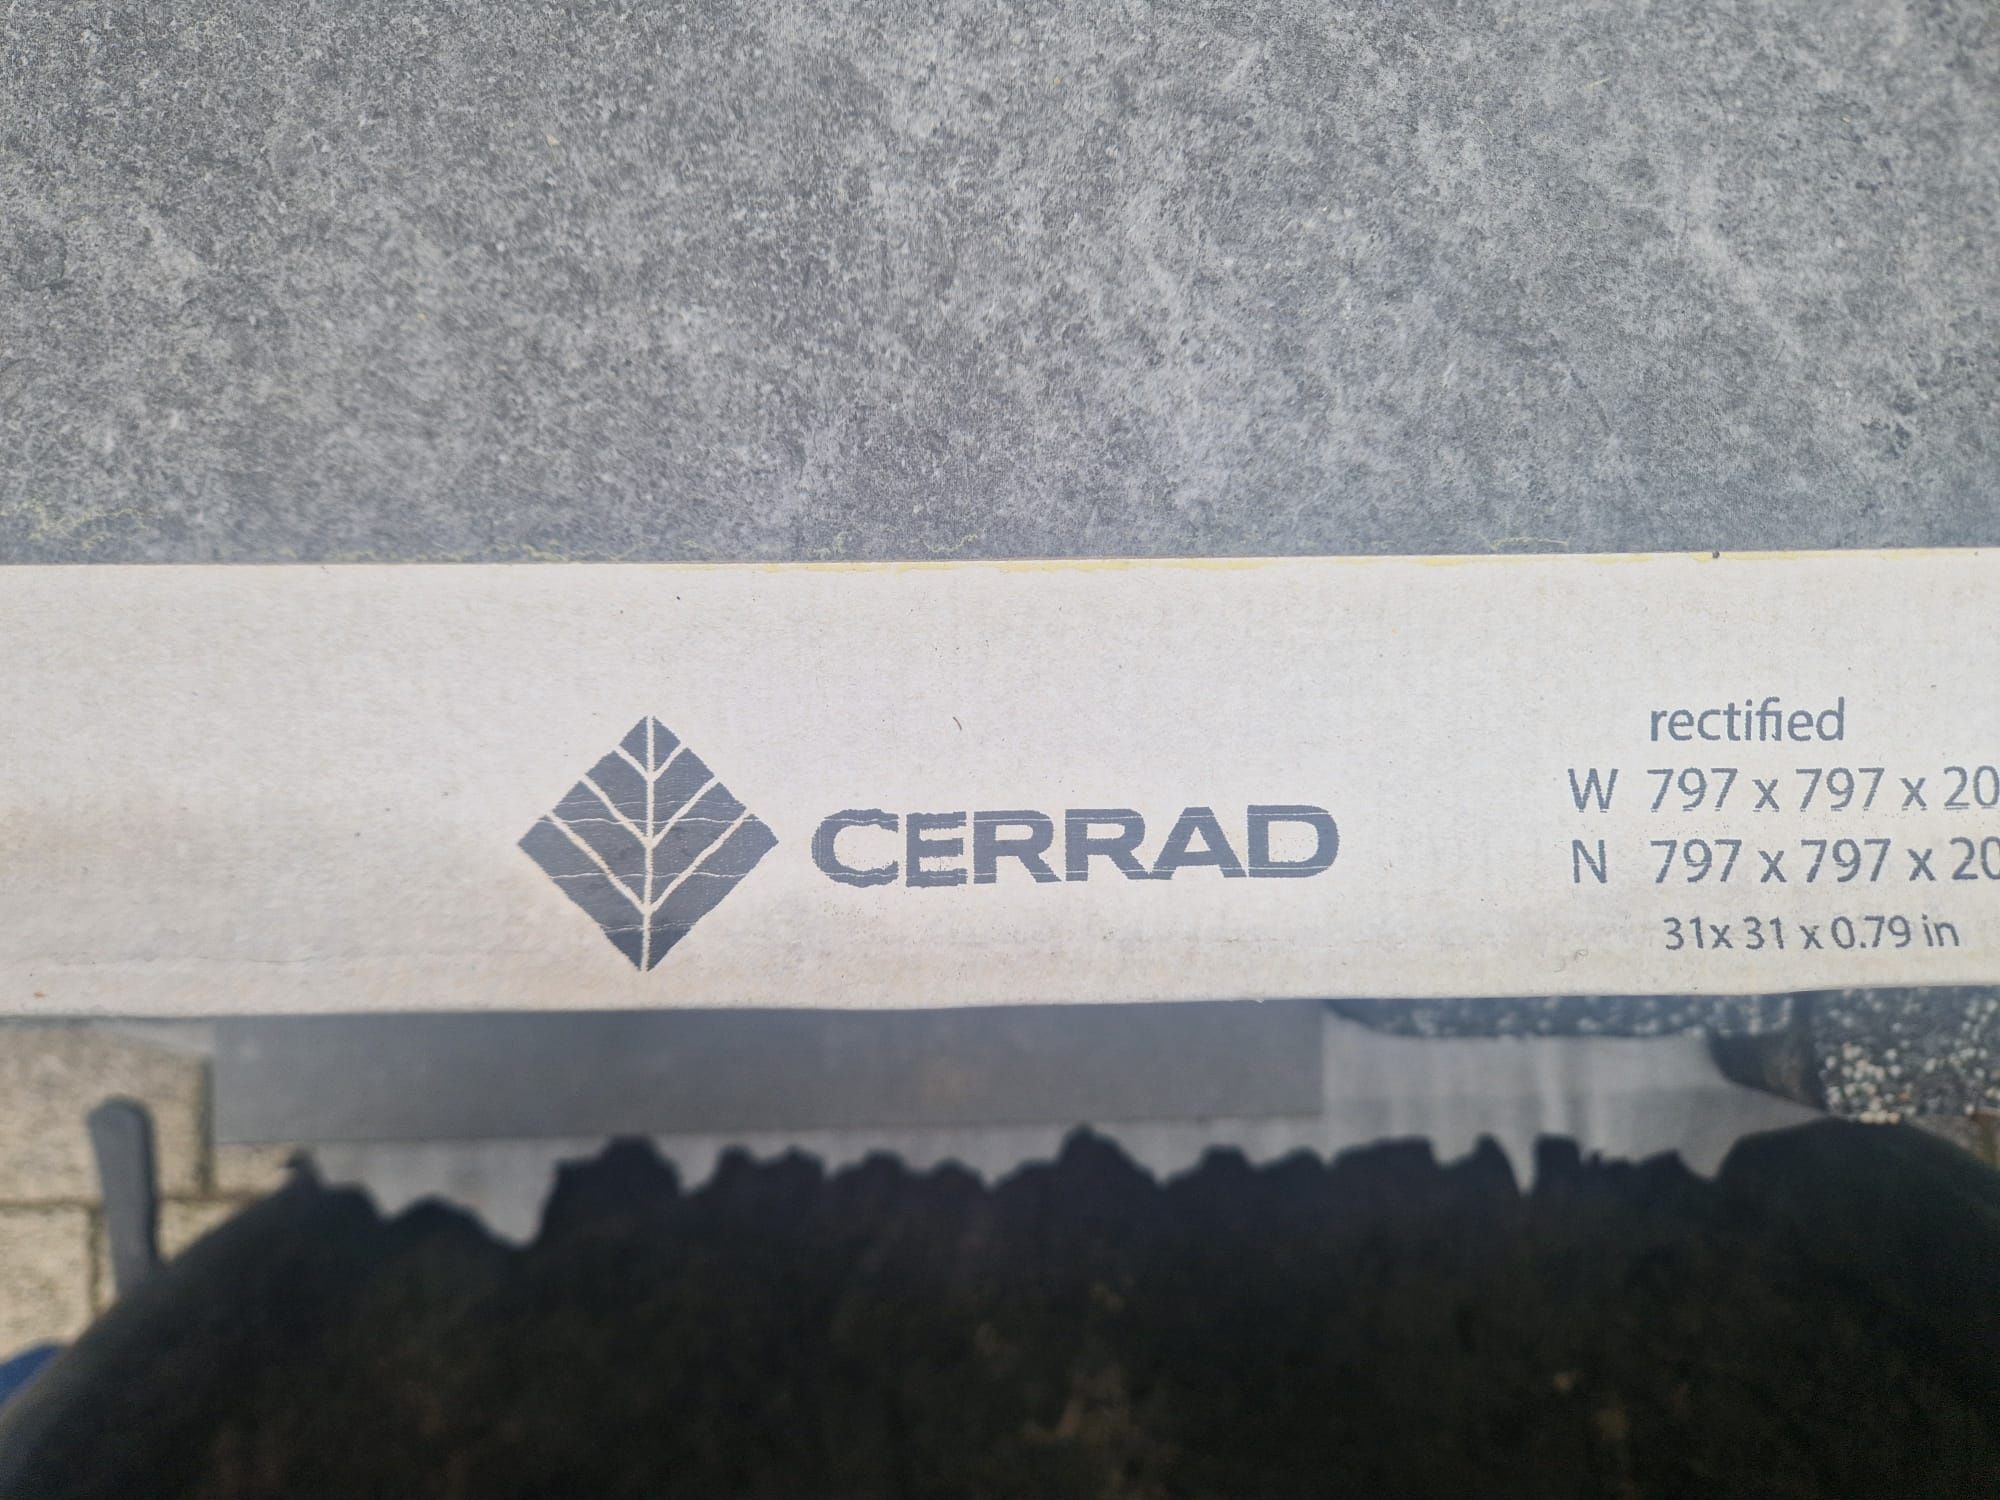 CERRAD
rectified
W 797 x 797 x 20
N 797 x 797 x 20
31x 31 x 0.79 in